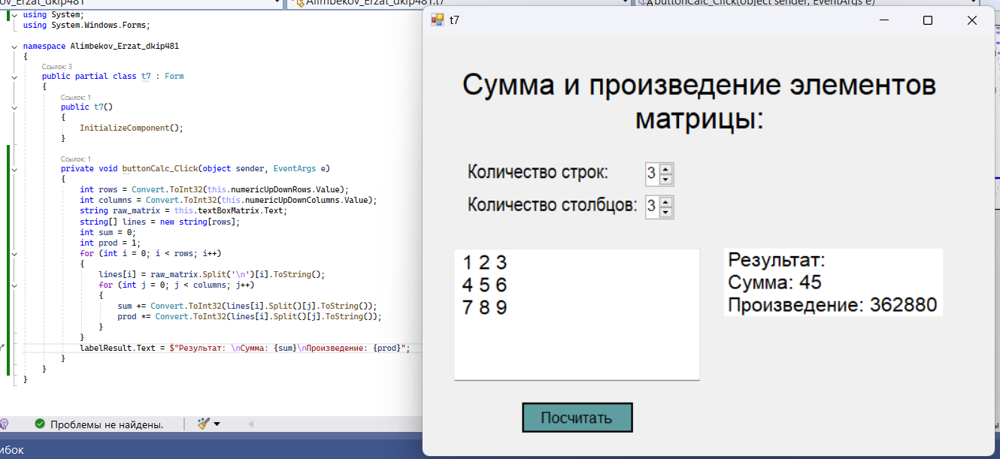 Alimbekov_Erzat_dkip481.t7
buttonCalc_Click(object sender, EventArgs e)
using System;
using System.Windows.Forms;
namespace Alimbekov_Erzat_dkip481
{
Ссылок: 3
public partial class t7 : Form
{
Ссылок: 1
public t7()
{
InitializeComponent();
}
Ссылок: 1
private void buttonCalc_Click(object sender, EventArgs e)
{
int rows = Convert.ToInt32(this.numericUpDownRows.Value);
int columns = Convert.ToInt32(this.numericUpDownColumns.Value);
string raw_matrix = this.textBoxMatrix.Text;
string[] lines = new string[rows];
int sum = 0;
int prod = 1;
for (int i = 0; i < rows; i++)
{
lines[i] = raw_matrix.Split('\n')[i].ToString();
for (int j = 0; j < columns; j++)
{
sum += Convert.ToInt32(lines[i].Split()[j].ToString());
prod *= Convert.ToInt32(lines[i].Split()[j].ToString());
}
}
labelResult.Text = $"Результат: \nСумма: {sum}\nПроизведение: {prod}";
}
}
}
Проблемы не найдены.
t7
Сумма и произведение элементов
матрицы:
Количество строк: 3
Количество столбцов: 3
1 2 3
4 5 6
7 8 9
Результат:
Сумма: 45
Произведение: 362880
Посчитать